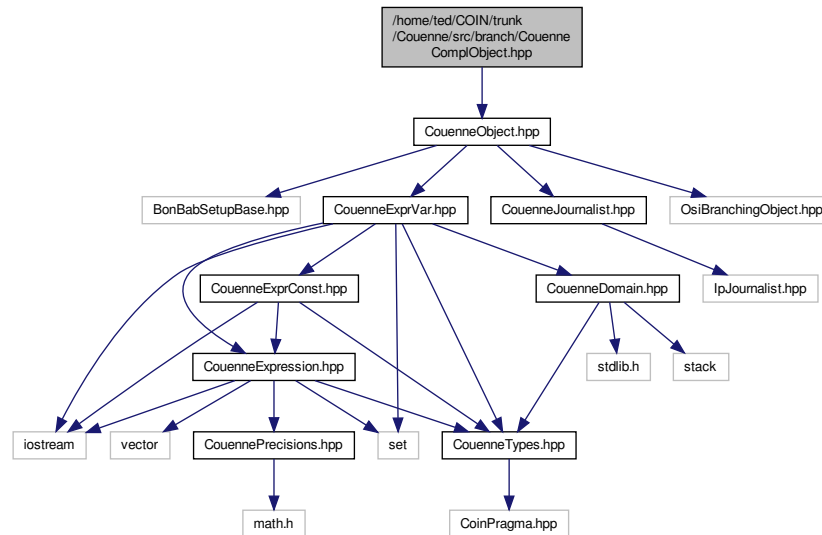 /home/ted/COIN/trunk
/Couenne/src/branch/Couenne
ComplObject.hpp
CouenneObject.hpp
BonBabSetupBase.hpp
CouenneExprVar.hpp
CouenneJournalist.hpp
OsiBranchingObject.hpp
CouenneExprConst.hpp
CouenneDomain.hpp
IpJournalist.hpp
CouenneExpression.hpp
stdlib.h
stack
iostream
vector
CouennePrecisions.hpp
set
CouenneTypes.hpp
math.h
CoinPragma.hpp